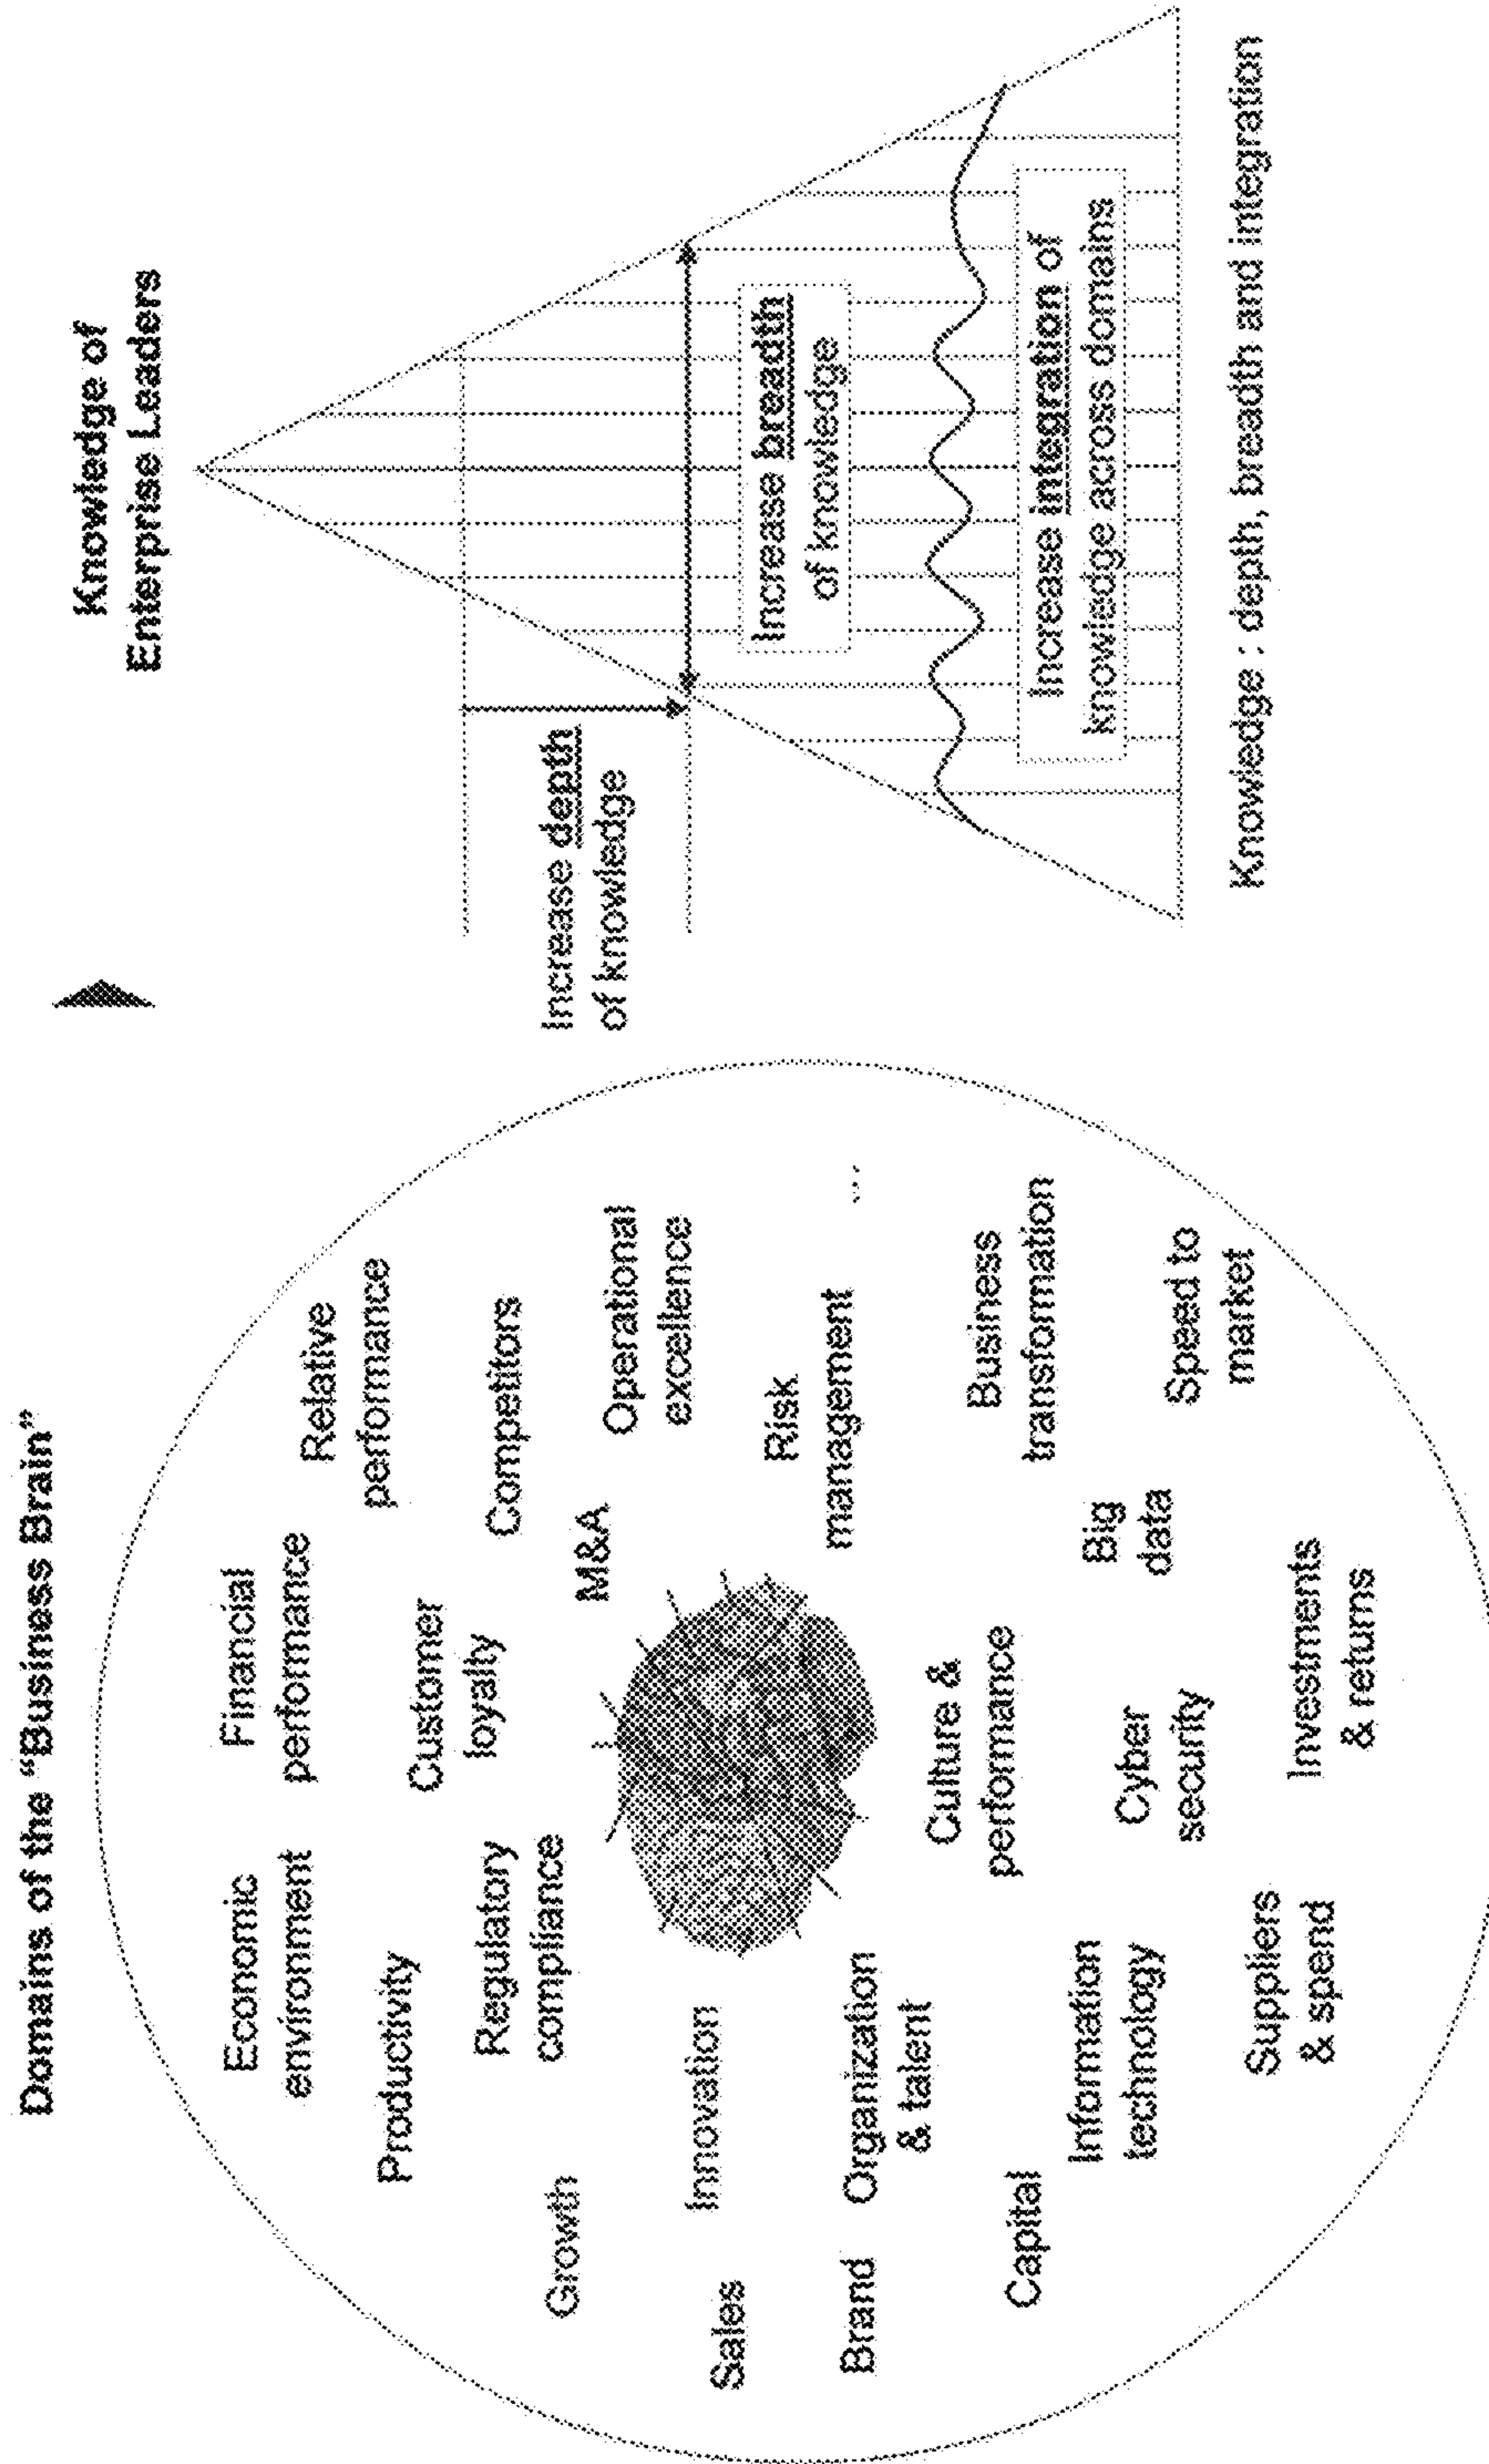 Domains of the “Business Brain”
Economic
environment
Financial
performance
Relative
performance
Productivity
Customer
loyalty
Regulatory
compliance
Competitors
Growth
M&A
Operational
excellence
Innovation
Sales
Risk
management
...
Brand
Organization
& talent
Culture &
perfomance
Business
transformation
Capital
Information
technology
Cyber
security
Big
data
Speed to
market
Suppliers
& spend
Investments
& returns
Knowledge of
Enterprise Leaders
Increase depth
of knowledge
Increase breadth
of knowledge
Increase integration of
knowledge across domains
Knowledge : depth, breadth and integration